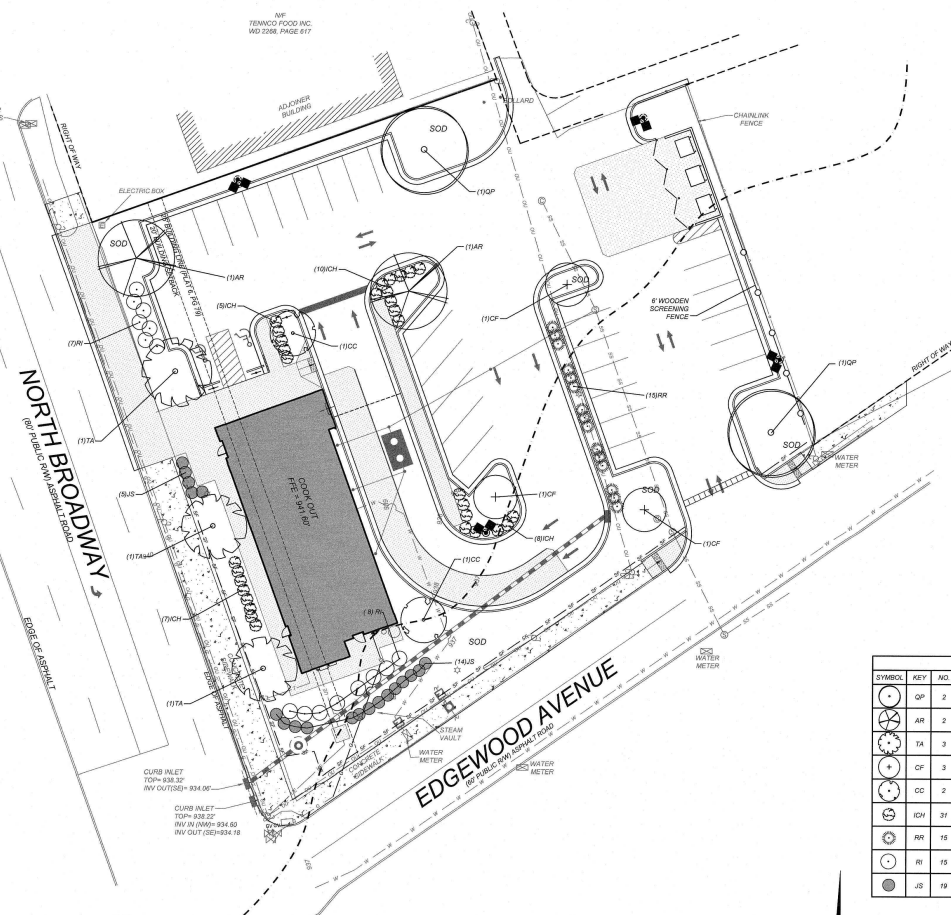 N/F
TENNCO FOOD INC.
WD 2268, PAGE 617
ADJOINER
BUILDING
BOLLARD
SOD
CHAINLINK
FENCE
RIGHT OF WAY
ELECTRIC BOX
(1)QP
SOD
(1)AR
(1)AR
(10)ICH
(5)ICH
(1)CF
SOD
6' WOODEN
SCREENING
FENCE
(7)RI
(1)CC
RIGHT OF WAY
(1)QP
(15)RR
(1)TA
NORTH BROADWAY
(80' PUBLIC R/W) ASPHALT ROAD
COOK OUT
FFE = 941.60'
SOD
WATER
METER
(5)JS
(1)CF
SOD
(8)ICH
(1)TA
(1)CF
(1)CC
(7)ICH
(8) RI
SOD
EDGE OF ASPHALT
EDGE OF ASPHALT
937
(14)JS
WATER
METER
(1)TA
STEAM
VAULT
EDGEWOOD AVENUE
(60' PUBLIC R/W) ASPHALT ROAD
WATER
METER
WATER
METER
CONCRETE
SIDEWALK
CURB INLET
TOP= 938.32'
INV OUT(SE)= 934.06'
CURB INLET
TOP= 938.22'
INV IN (NW)= 934.60
INV OUT (SE)=934.18
937
SYMBOL KEY NO.
QP 2
AR 2
TA 3
CF 3
CC 2
ICH 31
RR 15
RI 15
JS 19